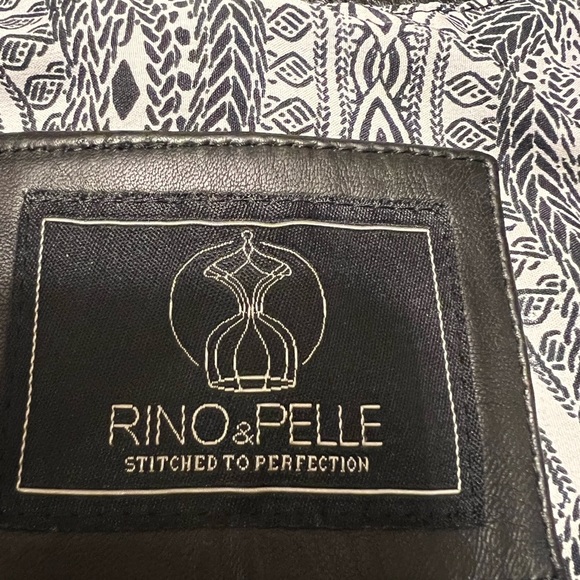 RINO&PELLE
STITCHED TO PERFECTION